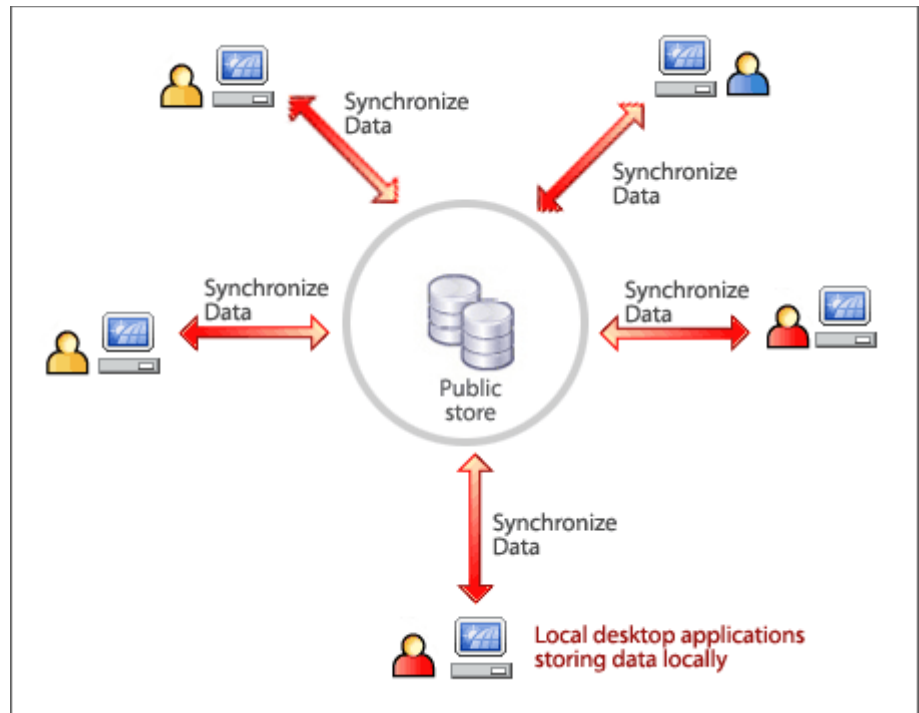 Synchronize
Data
Synchronize
Data
Synchronize
Data
Synchronize
Data
Public
store
Synchronize
Data
Local desktop applications
storing data locally